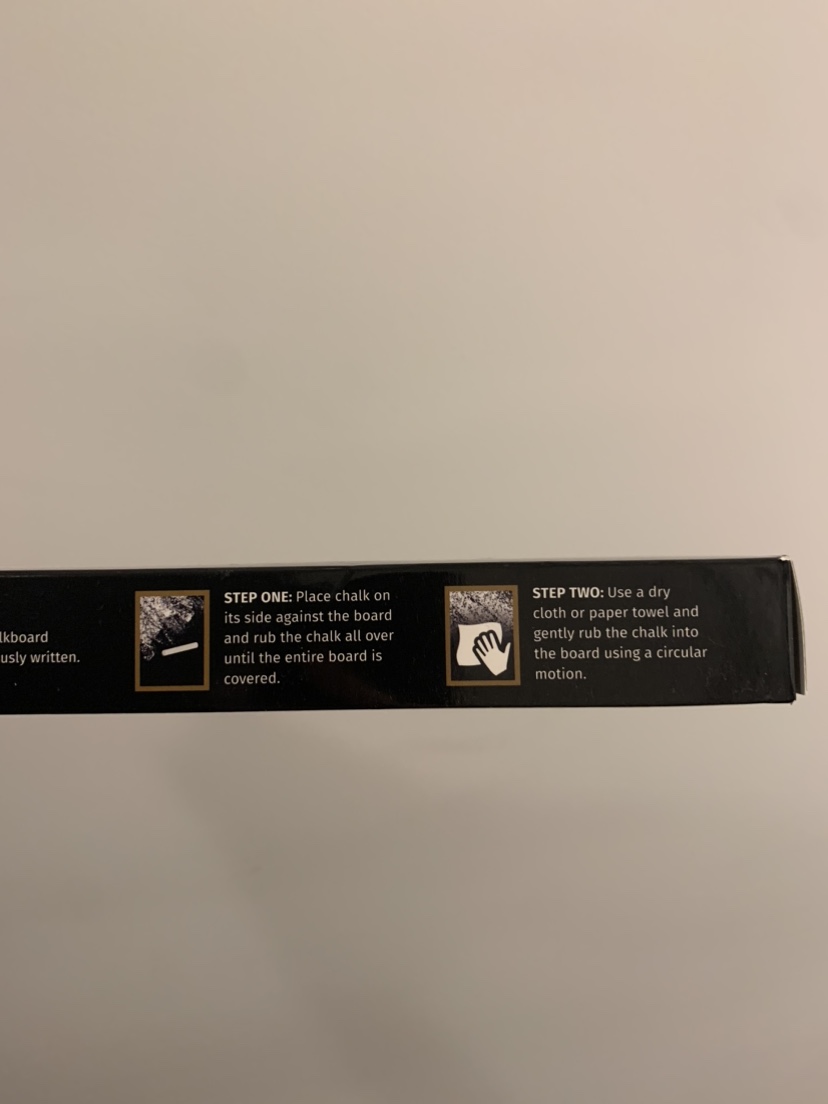 usly written.
STEP ONE: Place chalk on
its side against the board
and rub the chalk all over
until the entire board is
covered.
STEP TWO: Use a dry
cloth or paper towel and
gently rub the chalk into
the board using a circular
motion.